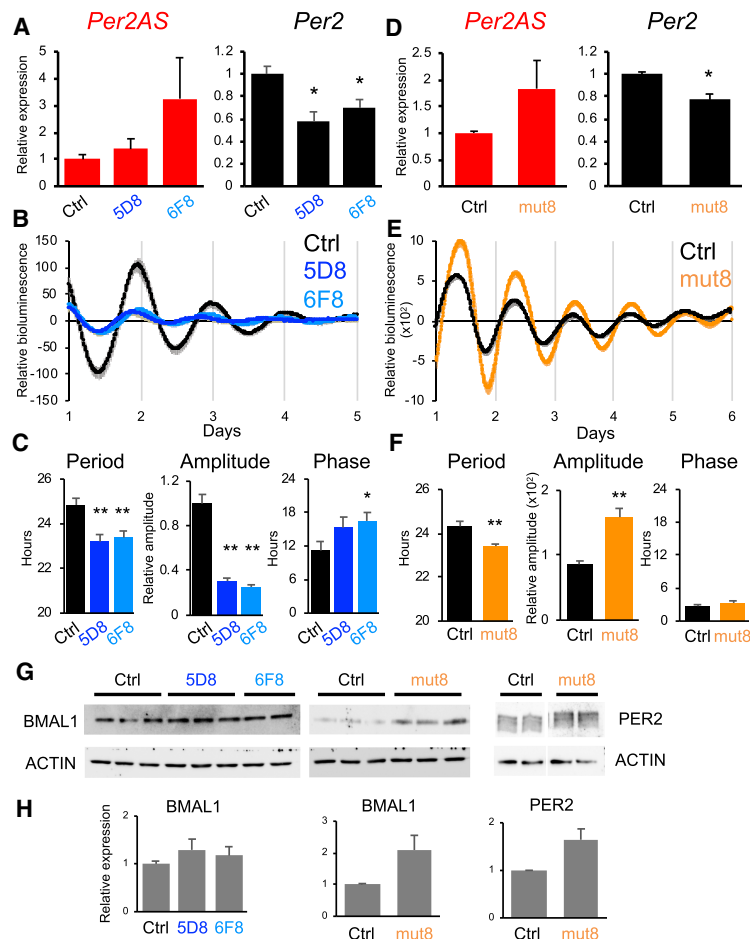 A
Per2AS
Relative expression
5
4
3
2
1
0
Ctrl
5D8
6F8
Per2
1.2
1
0.8
0.6
0.4
0.2
0
*
*
Ctrl
5D8
6F8
D
Per2AS
Relative expression
2.5
2
1.5
1
0.5
0
Ctrl
mut8
Per2
1.2
1
0.8
0.6
0.4
0.2
0
*
Ctrl
mut8
B
Relative bioluminescence
150
100
50
0
-50
-100
-150
Ctrl
5D8
6F8
1
2
3
4
5
Days
E
Relative bioluminescence
(x10²)
10
5
0
-5
-10
Ctrl
mut8
1
2
3
4
5
6
Days
C
Period
Hours
26
24
22
20
** **
Ctrl
5D8
6F8
Amplitude
Relative amplitude
1.2
0.8
0.4
0
** **
Ctrl
5D8
6F8
Phase
Hours
24
18
12
6
0
*
Ctrl
5D8
6F8
F
Period
Hours
26
24
22
20
**
Ctrl
mut8
Amplitude
Relative amplitude (x10²)
2
1
0
**
Ctrl
mut8
Phase
Hours
24
18
12
6
0
Ctrl
mut8
G
Ctrl
5D8
6F8
Ctrl
mut8
Ctrl
mut8
BMAL1
PER2
ACTIN
ACTIN
H
BMAL1
Relative expression
2
1
0
Ctrl
5D8
6F8
BMAL1
3
2
1
0
Ctrl
mut8
PER2
2
1
0
Ctrl
mut8